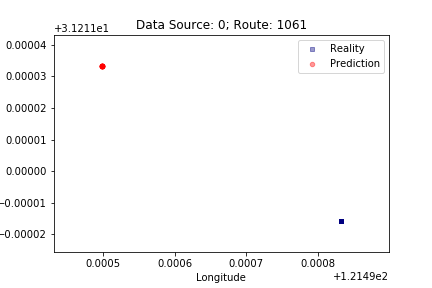 Data Source: 0; Route: 1061
+3.1211e1
Reality
Prediction
0.00004
0.00003
0.00002
0.00001
0.00000
−0.00001
−0.00002
0.0005 0.0006 0.0007 0.0008
Longitude
+1.2149e2